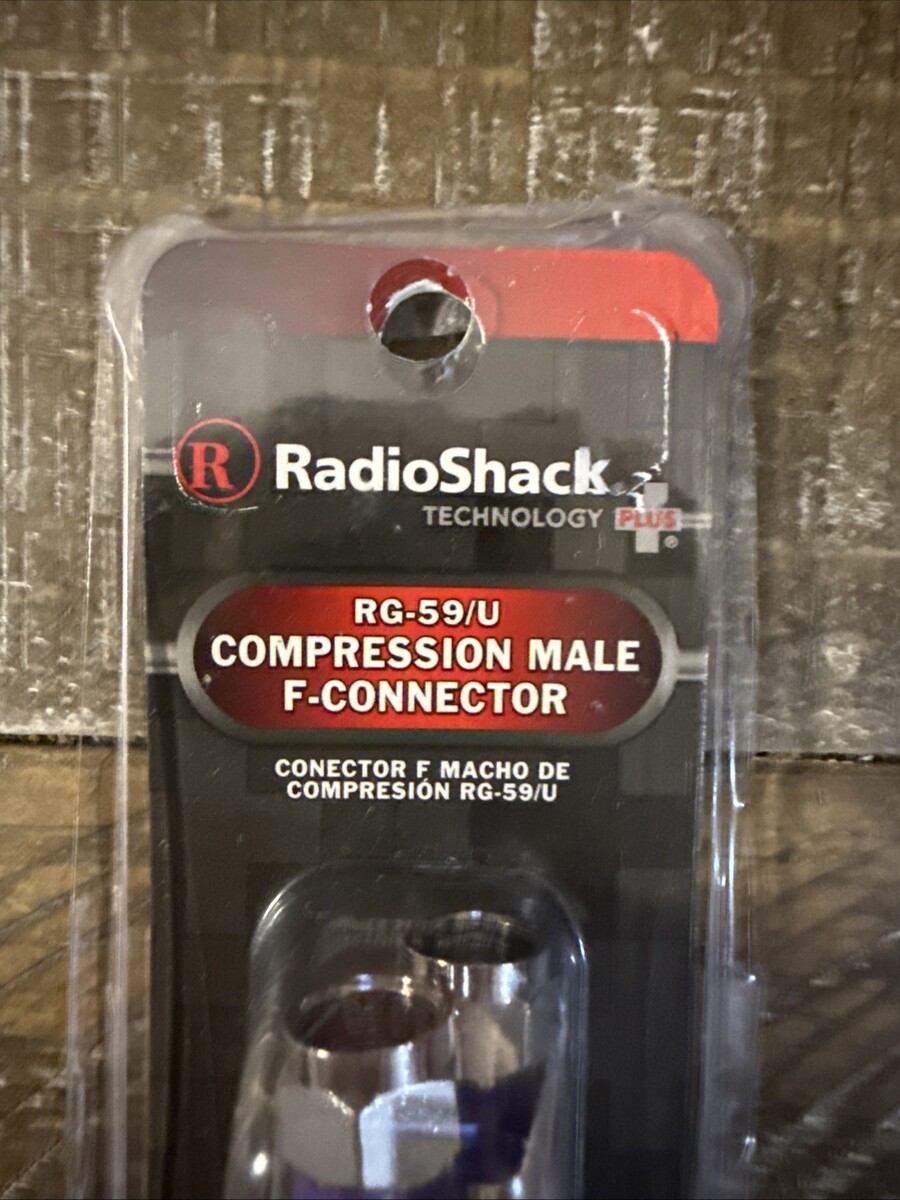 R RadioShack
TECHNOLOGY PLUS®
RG-59/U
COMPRESSION MALE
F-CONNECTOR
CONECTOR F MACHO DE
COMPRESIÓN RG-59/U